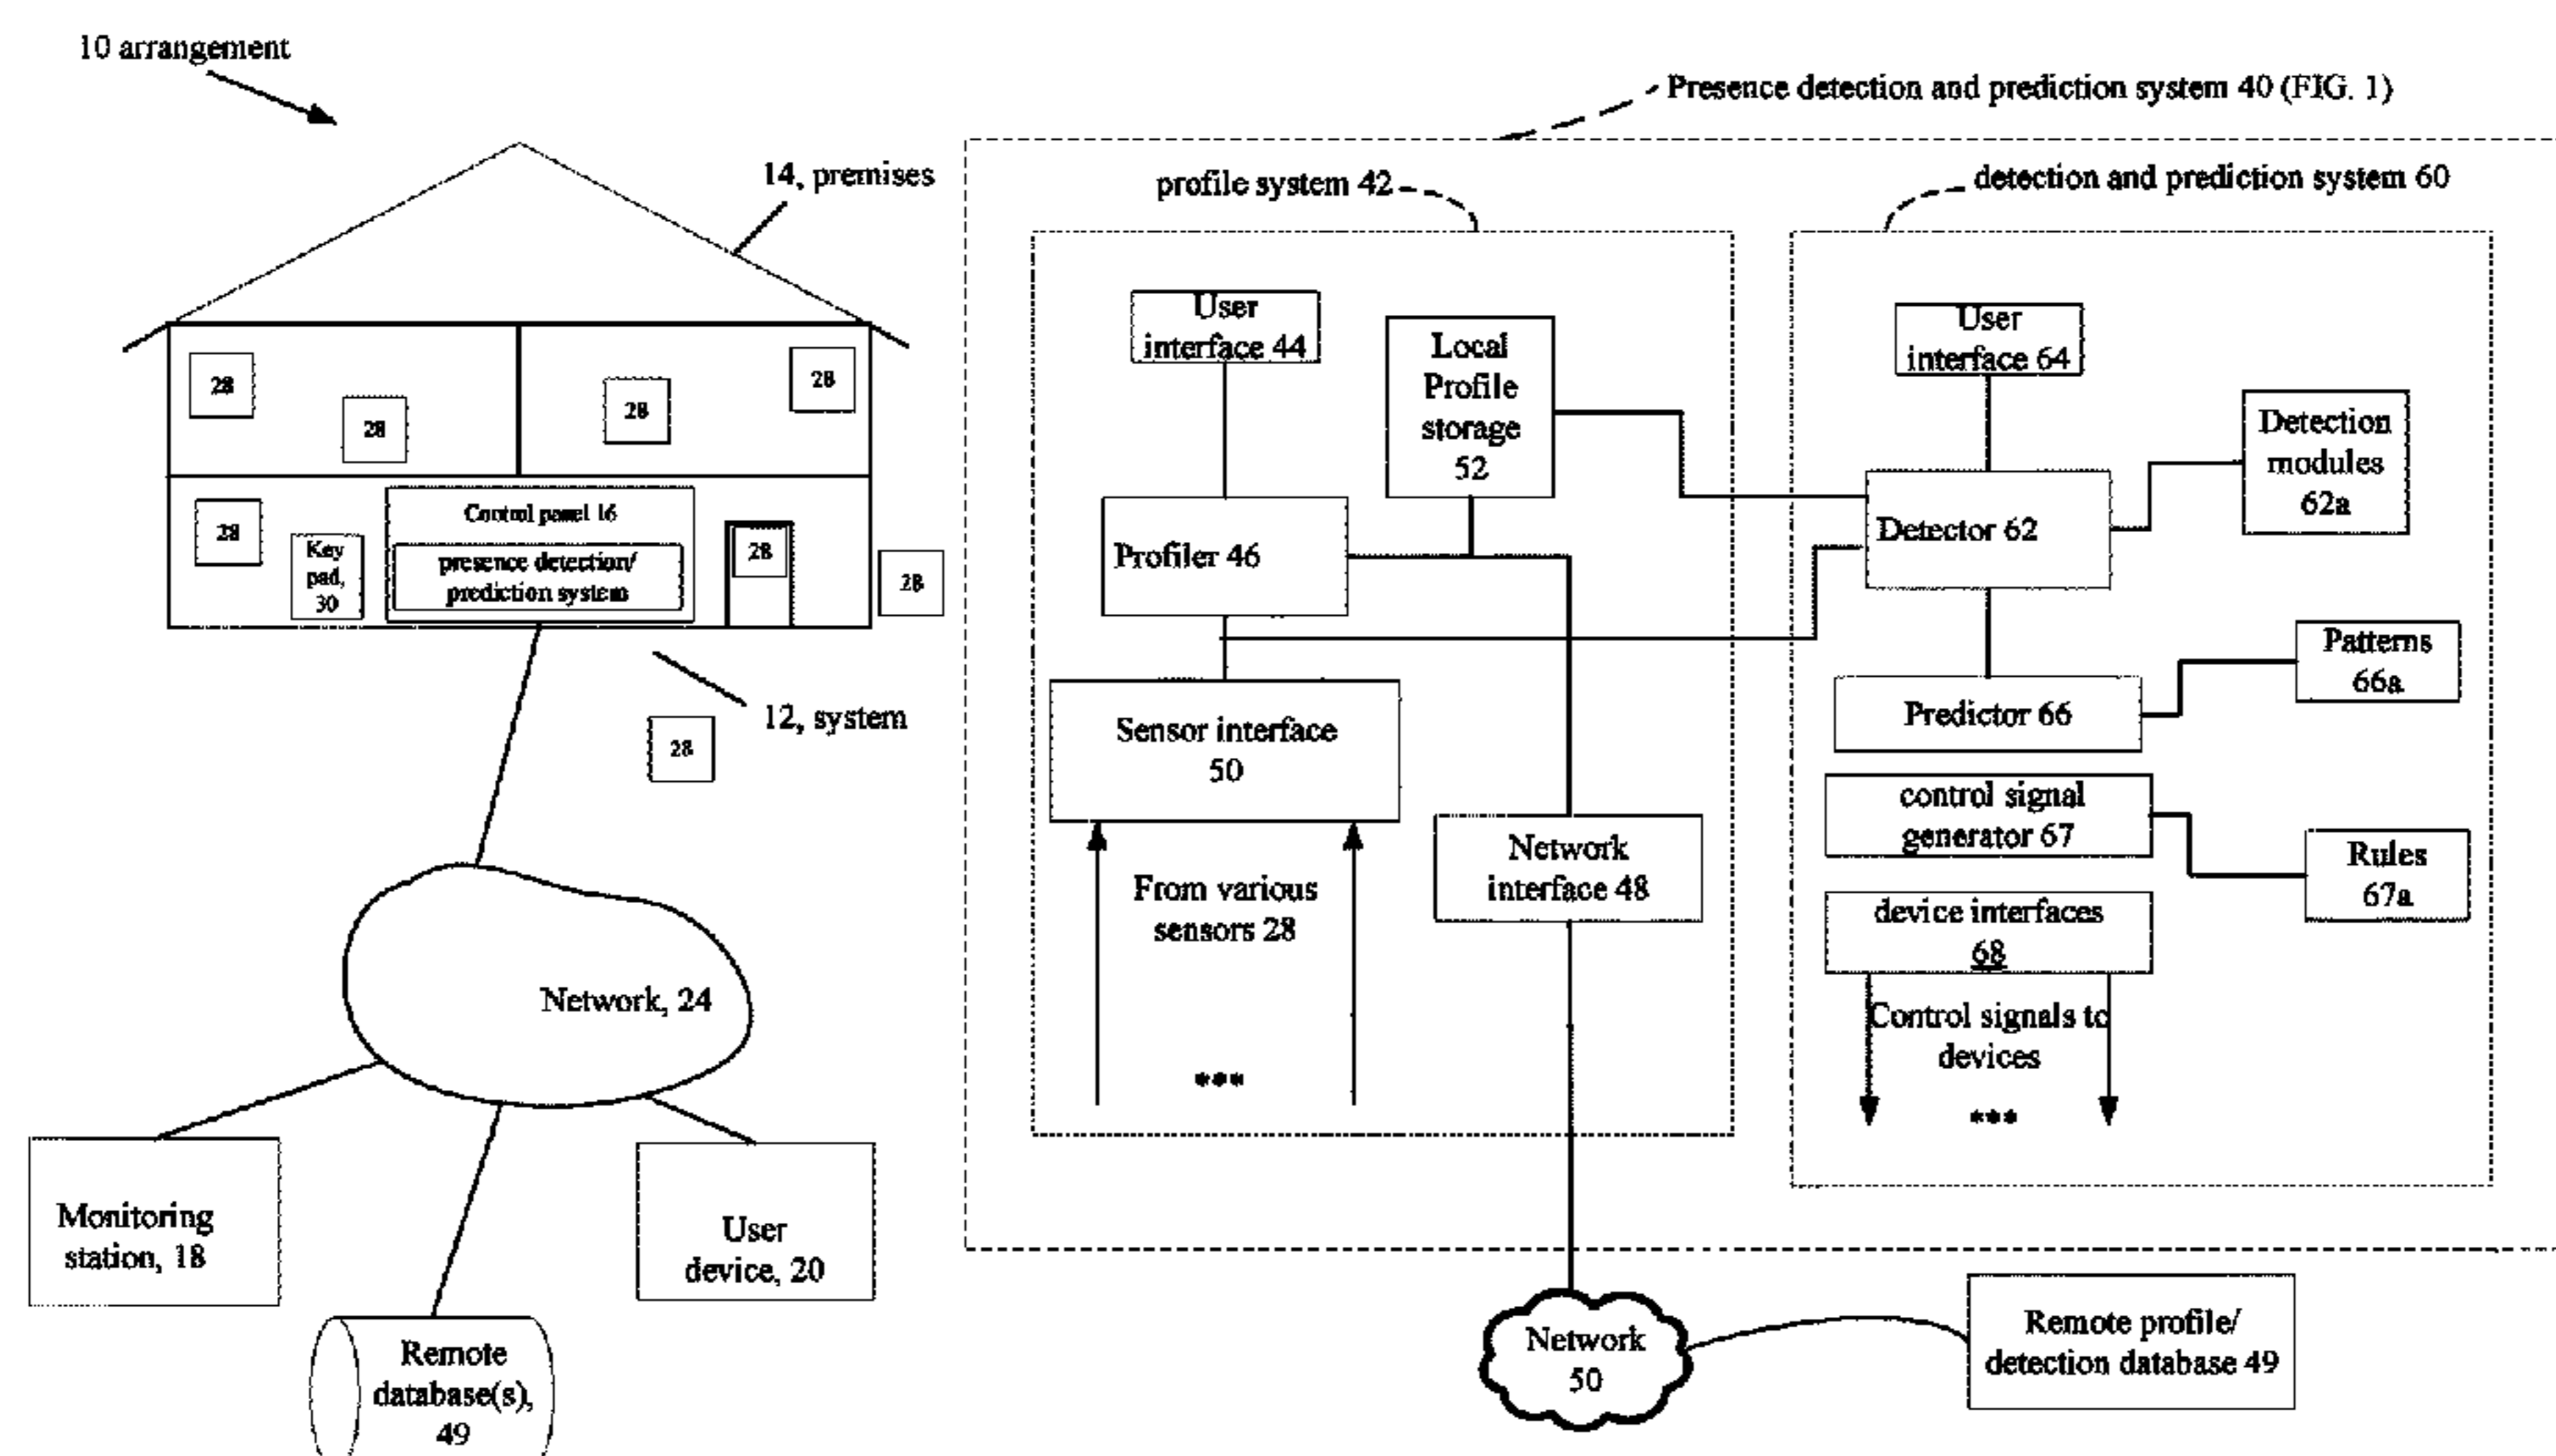 10 arrangement
14, premises
28
28
28
28
28
Key
pad,
30
Control panel 16
presence detection/
prediction system
28
28
12, system
28
Network, 24
Monitoring
station, 18
User
device, 20
Remote
database(s),
49
Presence detection and prediction system 40 (FIG. 1)
profile system 42
User
interface 44
Local
Profile
storage
52
Profiler 46
Sensor interface
50
From various
sensors 28
***
Network
interface 48
detection and prediction system 60
User
interface 64
Detection
modules
62a
Detector 62
Patterns
66a
Predictor 66
control signal
generator 67
Rules
67a
device interfaces
68
Control signals to
devices
***
Network
50
Remote profile/
detection database 49